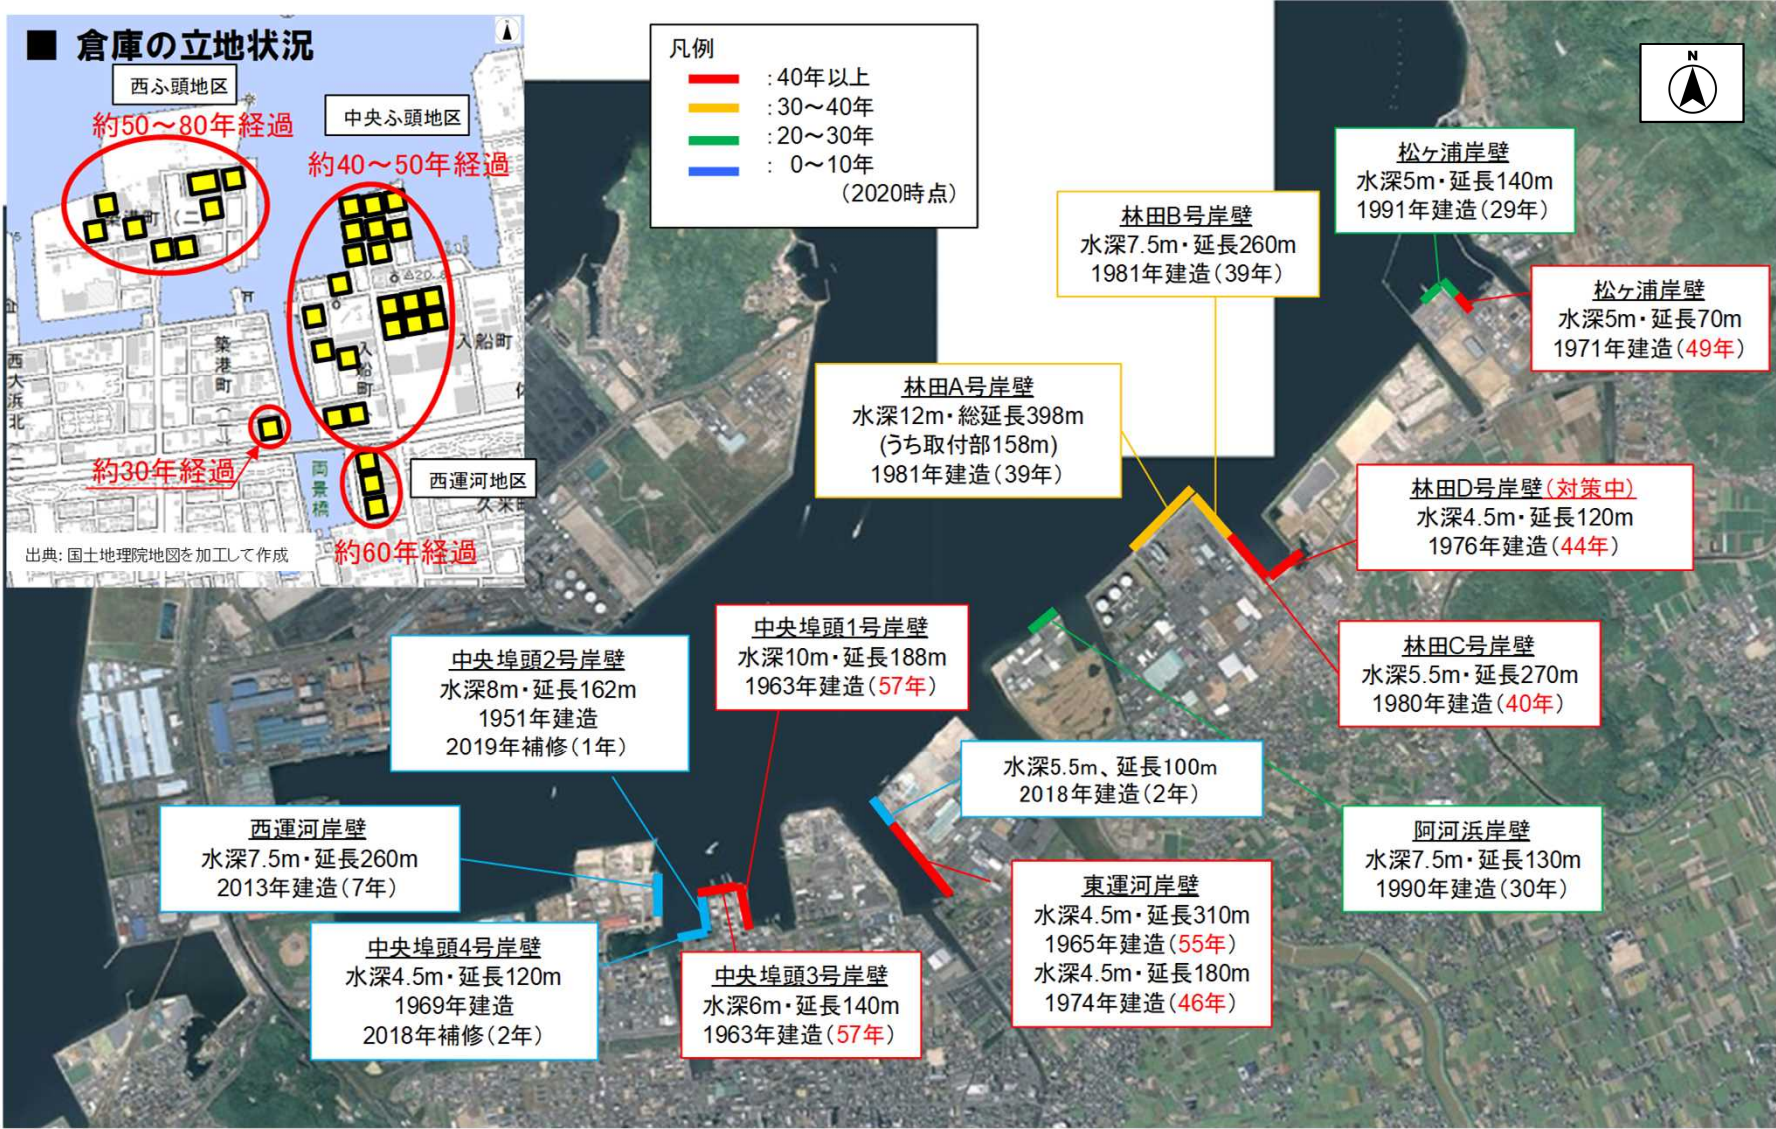 ■ 倉庫の立地状況
西ふ頭地区
約50～80年経過
中央ふ頭地区
約40～50年経過
築港町（二）
入船町
入船町
築港町（二）
西大浜北二
約30年経過
両景橋
西運河地区
久米町
約60年経過
出典: 国土地理院地図を加工して作成
凡例
：40年以上
：30～40年
：20～30年
： 0～10年
（2020時点）
N
松ヶ浦岸壁
水深5m・延長140m
1991年建造（29年）
林田B号岸壁
水深7.5m・延長260m
1981年建造（39年）
松ヶ浦岸壁
水深5m・延長70m
1971年建造（49年）
林田A号岸壁
水深12m・総延長398m
(うち取付部158m)
1981年建造（39年）
林田D号岸壁（対策中）
水深4.5m・延長120m
1976年建造（44年）
中央埠頭1号岸壁
水深10m・延長188m
1963年建造（57年）
林田C号岸壁
水深5.5m・延長270m
1980年建造（40年）
中央埠頭2号岸壁
水深8m・延長162m
1951年建造
2019年補修（1年）
水深5.5m、延長100m
2018年建造（2年）
西運河岸壁
水深7.5m・延長260m
2013年建造（7年）
阿河浜岸壁
水深7.5m・延長130m
1990年建造（30年）
東運河岸壁
水深4.5m・延長310m
1965年建造（55年）
水深4.5m・延長180m
1974年建造（46年）
中央埠頭4号岸壁
水深4.5m・延長120m
1969年建造
2018年補修（2年）
中央埠頭3号岸壁
水深6m・延長140m
1963年建造（57年）